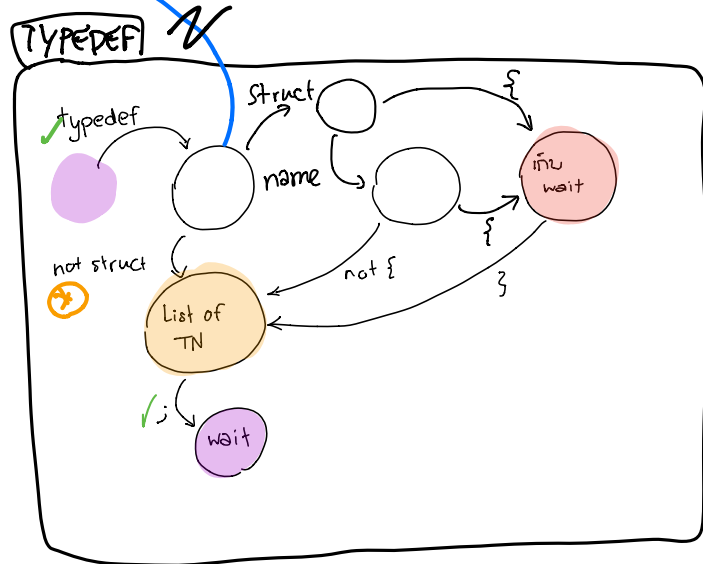 TYPEDEF
typedef
struct
{
name
เก็บ
wait
{
not struct
*
not {
}
List of
TN
;
wait